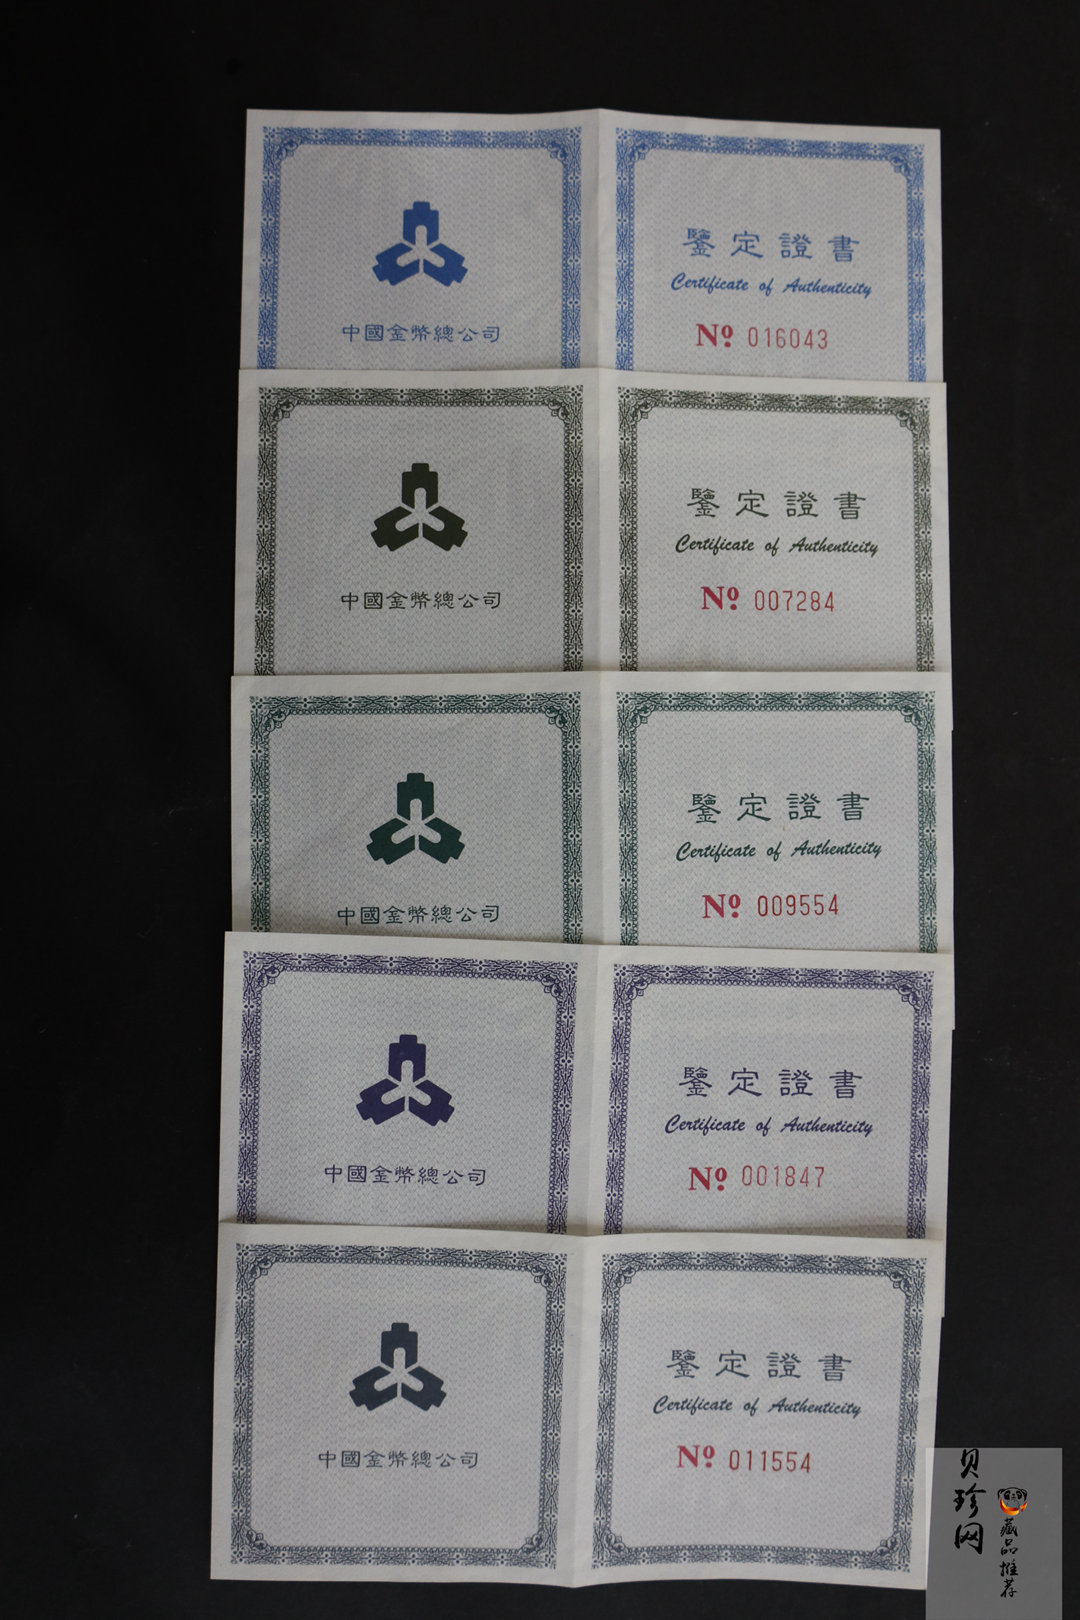 中國金幣總公司
鑒定證書
Certificate of Authenticity
Nº 016043
中國金幣總公司
鑒定證書
Certificate of Authenticity
Nº 007284
中國金幣總公司
鑒定證書
Certificate of Authenticity
Nº 009554
中國金幣總公司
鑒定證書
Certificate of Authenticity
Nº 001847
中國金幣總公司
鑒定證書
Certificate of Authenticity
Nº 011554
贝珍网
藏品推荐